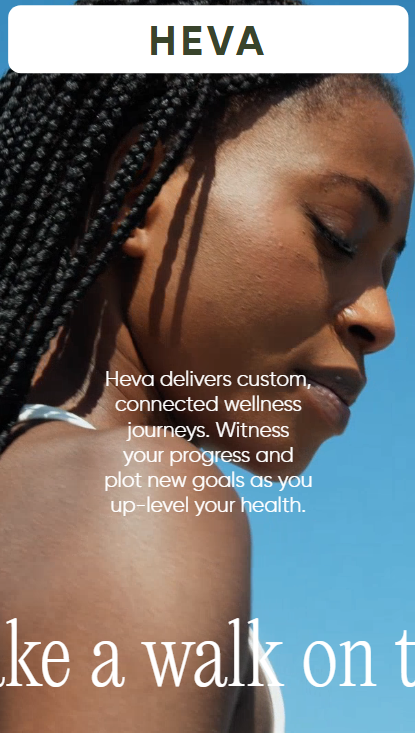 HEVA
Heva delivers custom,
connected wellness
journeys. Witness
your progress and
plot new goals as you
up-level your health.
ke a walk on t